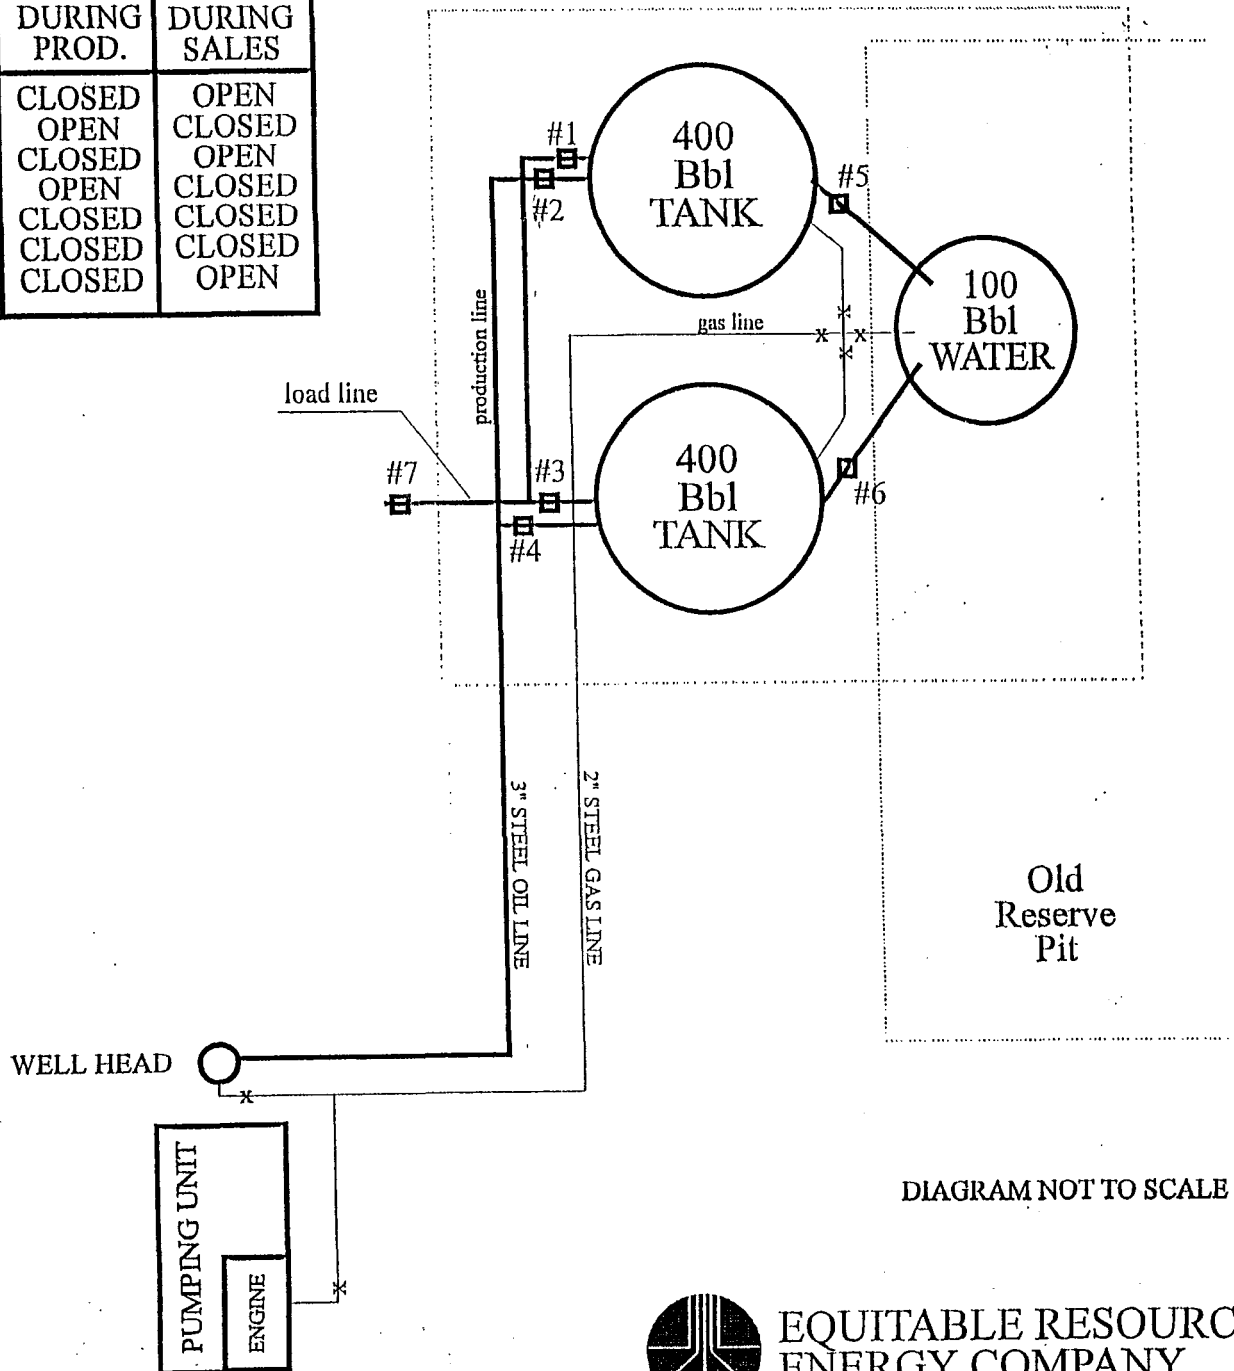 DURING PROD. DURING SALES
CLOSED OPEN
OPEN CLOSED
CLOSED OPEN
OPEN CLOSED
CLOSED CLOSED
CLOSED CLOSED
CLOSED OPEN
#1
#2
400
Bbl
TANK
#5
100
Bbl
WATER
gas line
production line
load line
#7
#3
#4
400
Bbl
TANK
#6
3" STEEL OIL LINE
2" STEEL GAS LINE
Old
Reserve
Pit
WELL HEAD
PUMPING UNIT
ENGINE
DIAGRAM NOT TO SCALE
EQUITABLE RESOURC
ENERGY COMPANY